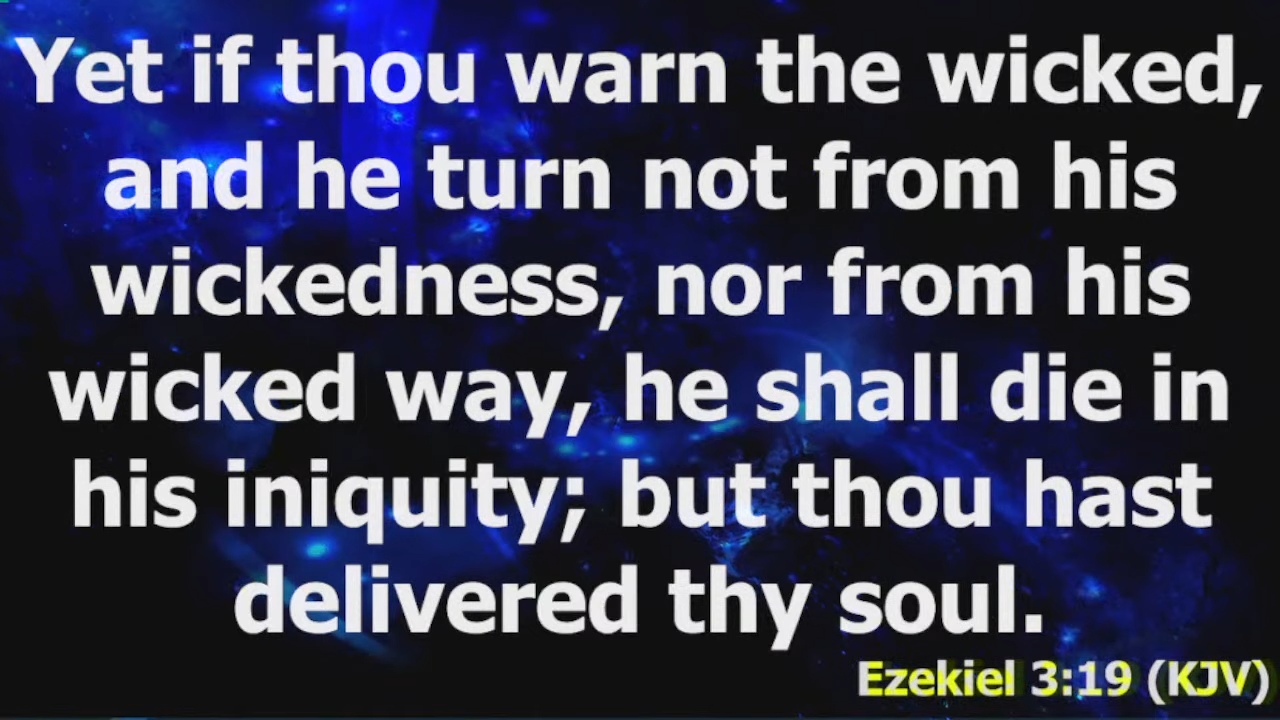 Yet if thou warn the wicked,
and he turn not from his
wickedness, nor from his
wicked way, he shall die in
his iniquity; but thou hast
delivered thy soul.
Ezekiel 3:19 (KJV)